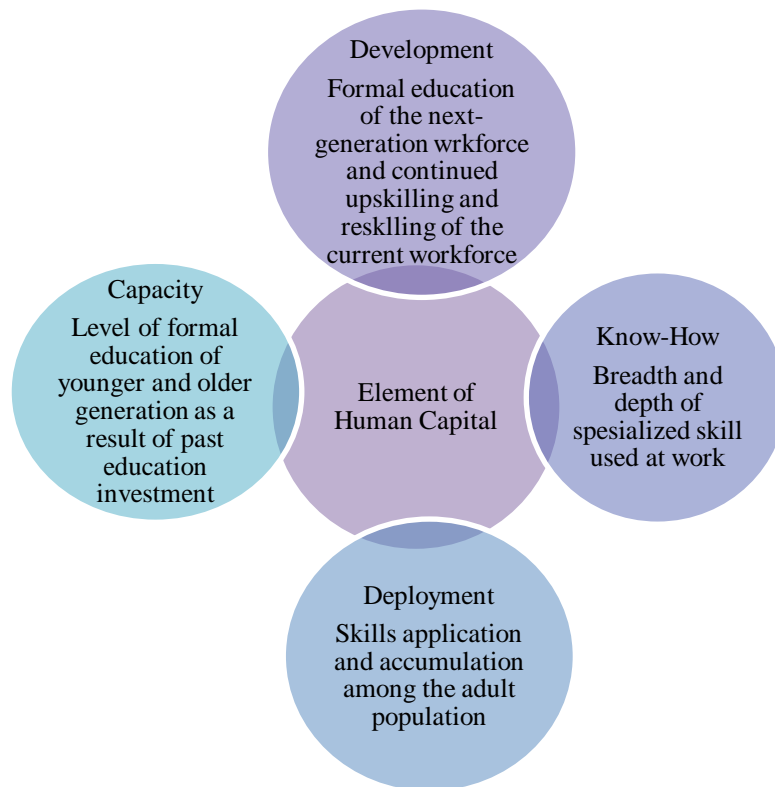 Development
Formal education
of the next-
generation wrkforce
and continued
upskilling and
resklling of the
current workforce
Capacity
Level of formal
education of
younger and older
generation as a
result of past
education
investment
Element of
Human Capital
Know-How
Breadth and
depth of
spesialized skill
used at work
Deployment
Skills application
and accumulation
among the adult
population